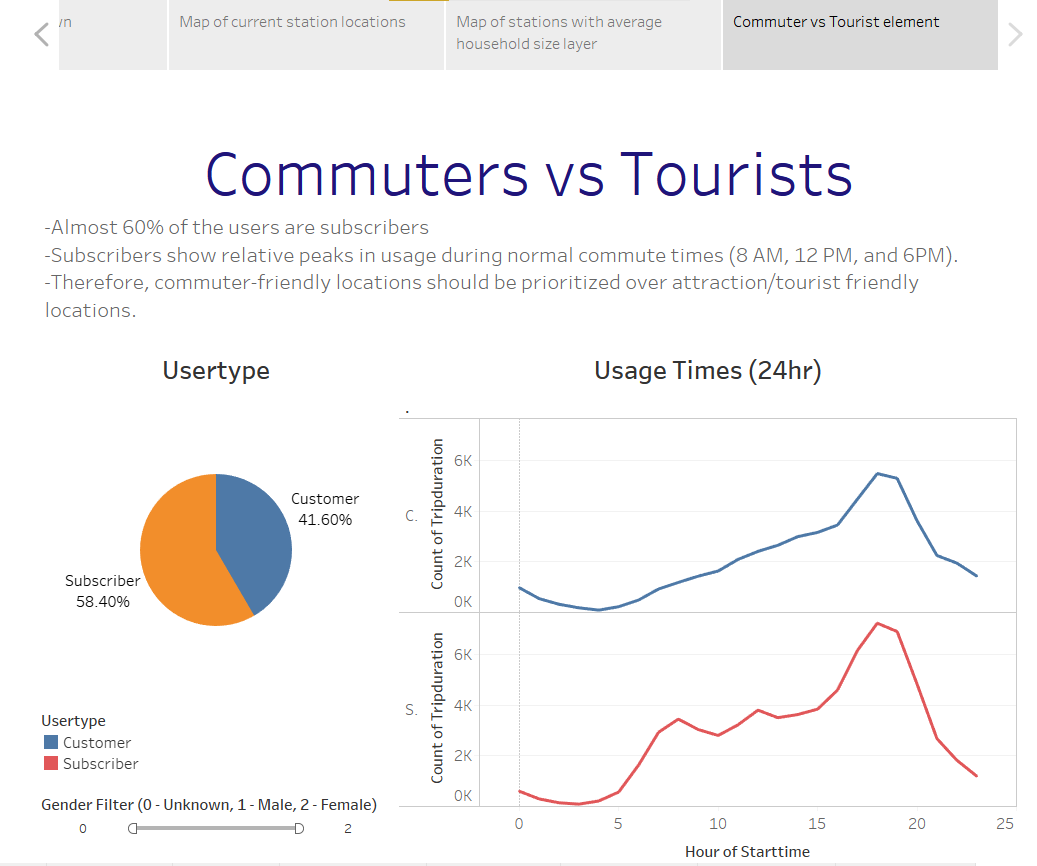 vn
Map of current station locations
Map of stations with average
household size layer
Commuter vs Tourist element
Commuters vs Tourists
-Almost 60% of the users are subscribers
-Subscribers show relative peaks in usage during normal commute times (8 AM, 12 PM, and 6PM).
-Therefore, commuter-friendly locations should be prioritized over attraction/tourist friendly
locations.
Usertype
Customer
41.60%
Subscriber
58.40%
Usertype
Customer
Subscriber
Gender Filter (0 - Unknown, 1 - Male, 2 - Female)
0 2
Usage Times (24hr)
.
C.
Count of Tripduration
6K
4K
2K
0K
S.
Count of Tripduration
6K
4K
2K
0K
0 5 10 15 20 25
Hour of Starttime